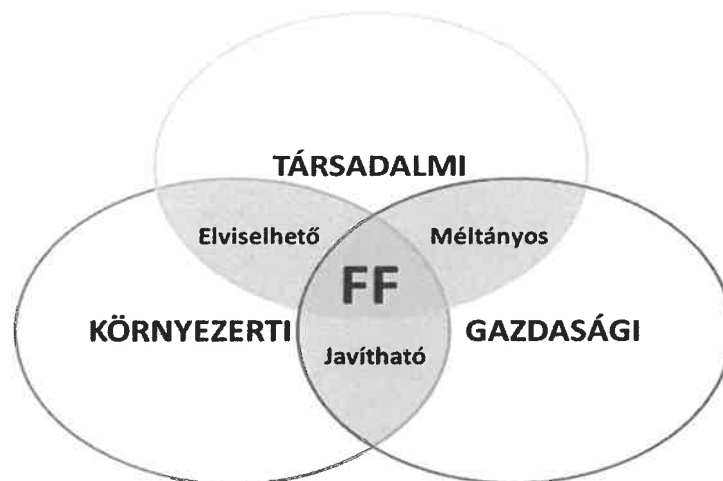 TÁRSADALMI
Elviselhető
Méltányos
FF
KÖRNYEZERTI
GAZDASÁGI
Javítható